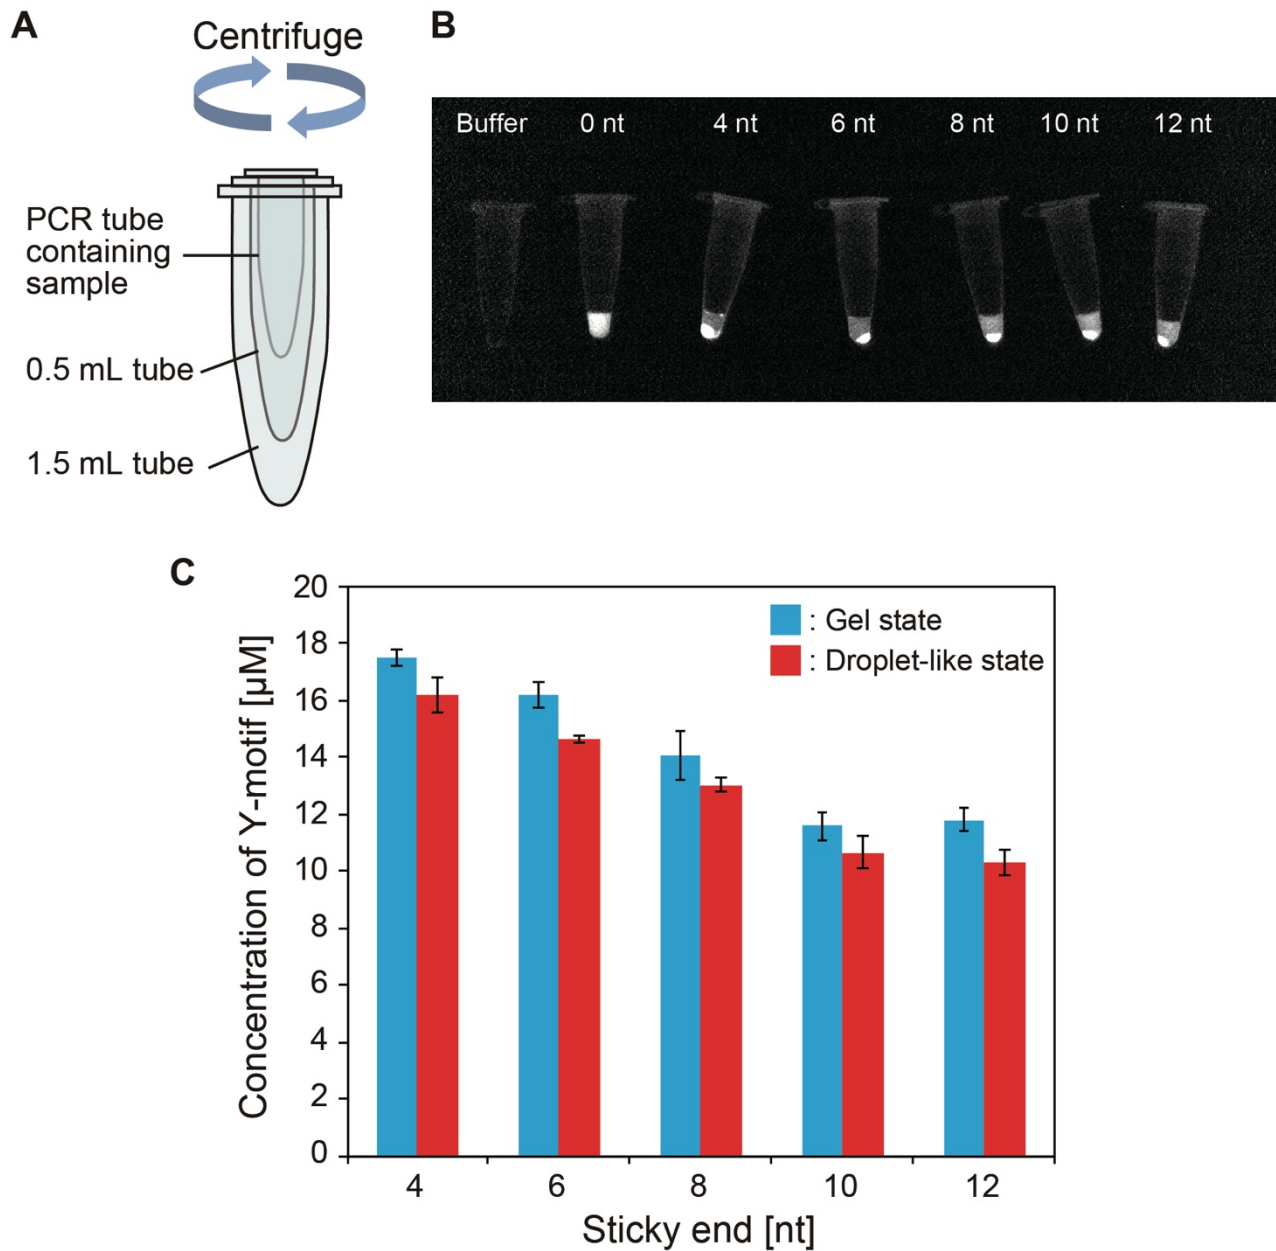 A
Centrifuge
PCR tube
containing
sample
0.5 mL tube
1.5 mL tube
B
Buffer 0 nt 4 nt 6 nt 8 nt 10 nt 12 nt
C
Concentration of Y-motif [μM]
20
18
16
14
12
10
8
6
4
2
0
: Gel state
: Droplet-like state
4 6 8 10 12
Sticky end [nt]